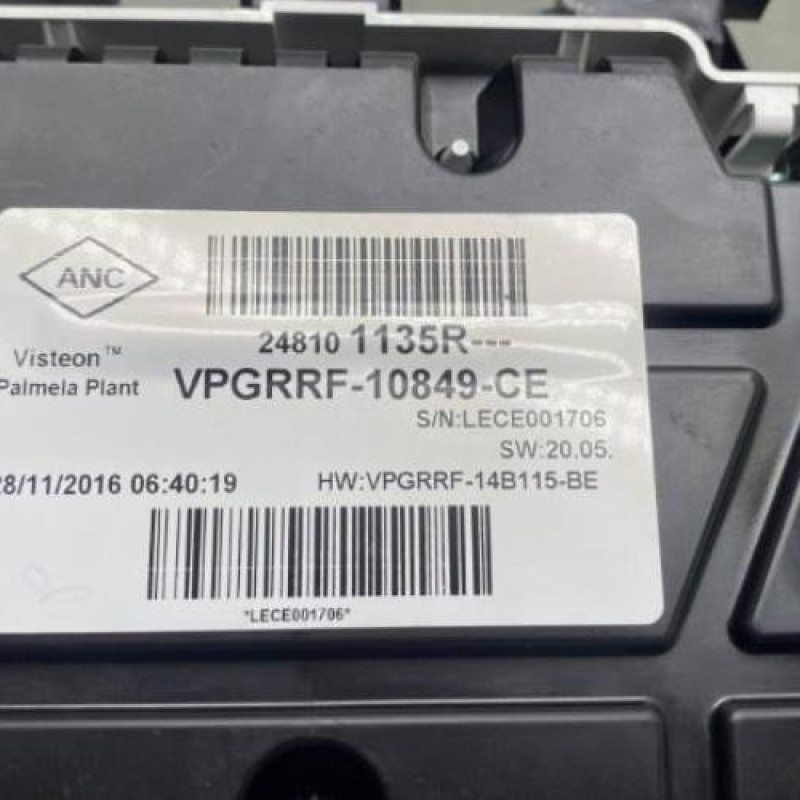 ANC
24810 1135R---
Visteon™
Palmela Plant
VPGRRF-10849-CE
S/N:LECE001706
SW:20.05.
28/11/2016 06:40:19
HW:VPGRRF-14B115-BE
*LECE001706*